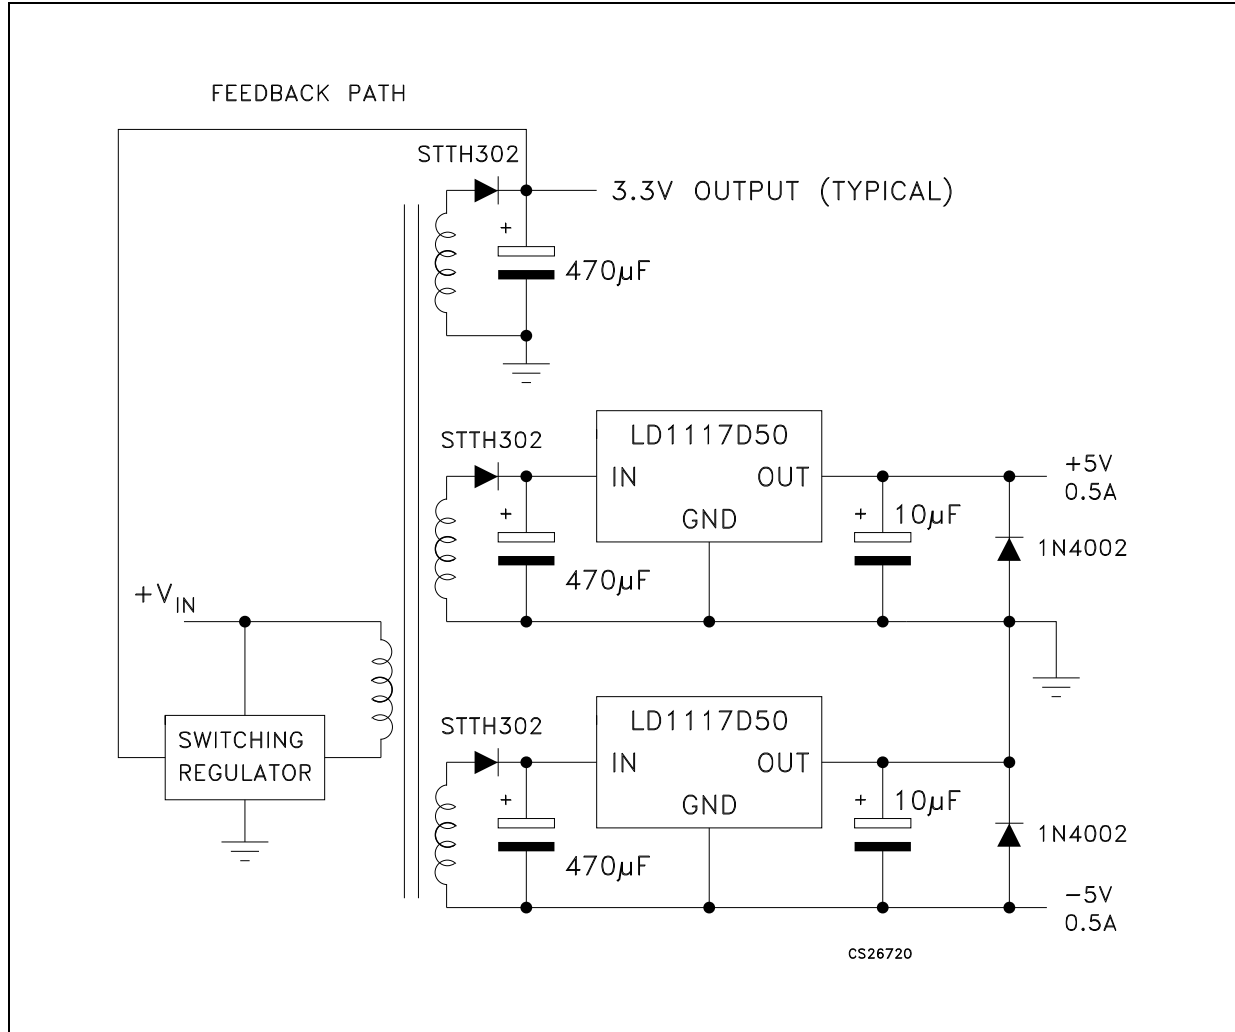 FEEDBACK PATH
STTH302
3.3V OUTPUT (TYPICAL)
+
470µF
STTH302
LD1117D50
IN
OUT
GND
+
470µF
+
10µF
+5V
0.5A
1N4002
+VIN
SWITCHING
REGULATOR
STTH302
LD1117D50
IN
OUT
GND
+
470µF
+
10µF
1N4002
−5V
0.5A
CS26720